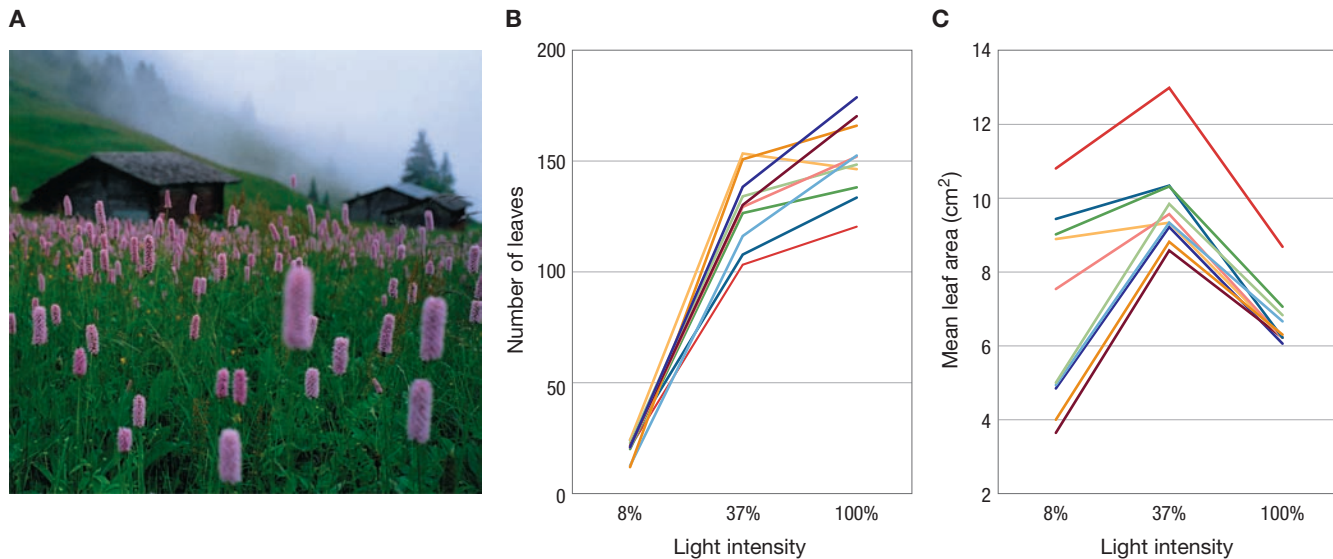 A
B
C
200
150
100
50
0
Number of leaves
8%
37%
100%
Light intensity
14
12
10
8
6
4
2
Mean leaf area (cm²)
8%
37%
100%
Light intensity